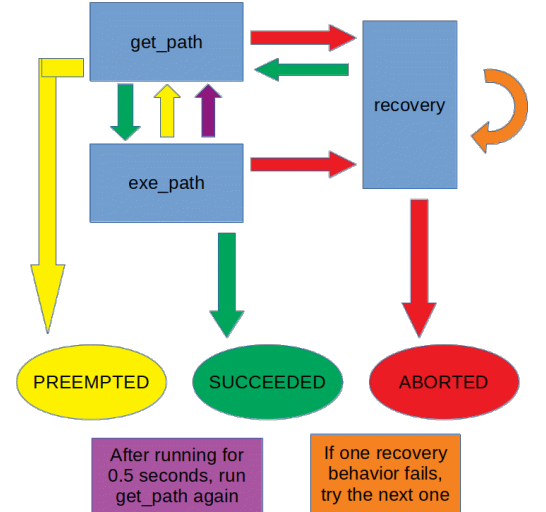 get_path
recovery
exe_path
PREEMPTED
SUCCEEDED
ABORTED
After running for
0.5 seconds, run
get_path again
If one recovery
behavior fails,
try the next one